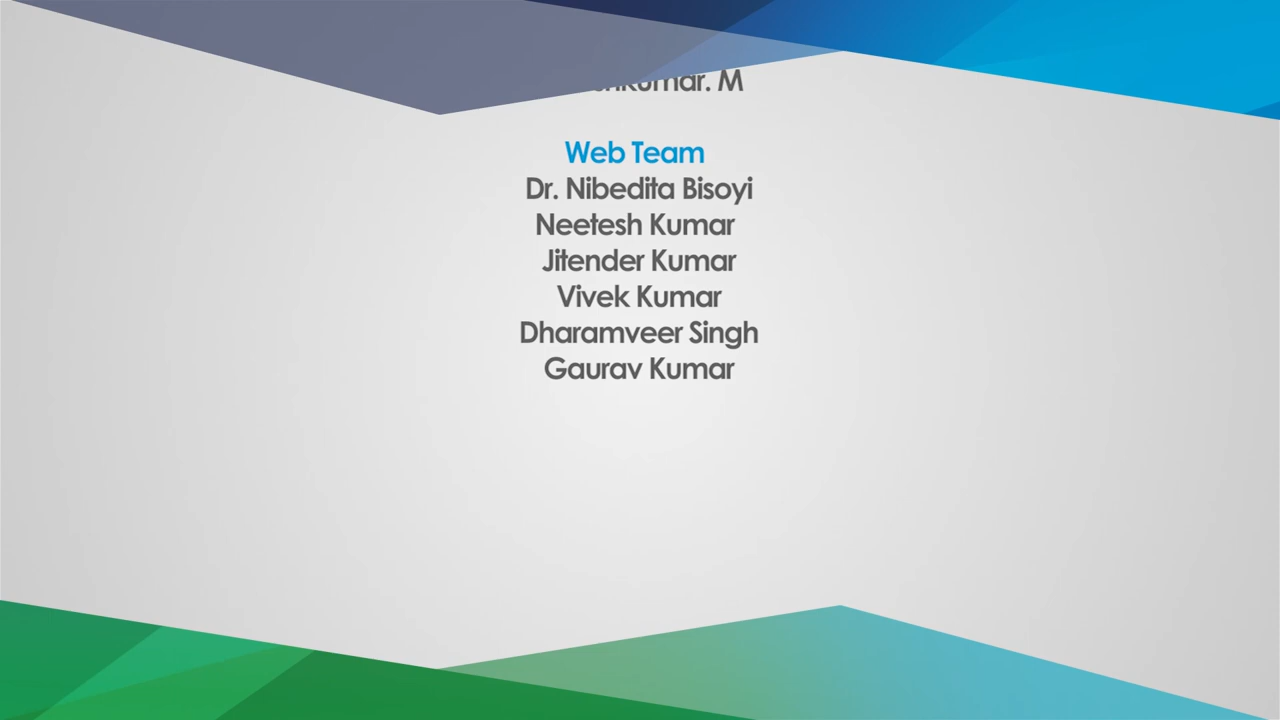 M
Web Team
Dr. Nibedita Bisoyi
Neetesh Kumar
Jitender Kumar
Vivek Kumar
Dharamveer Singh
Gaurav Kumar